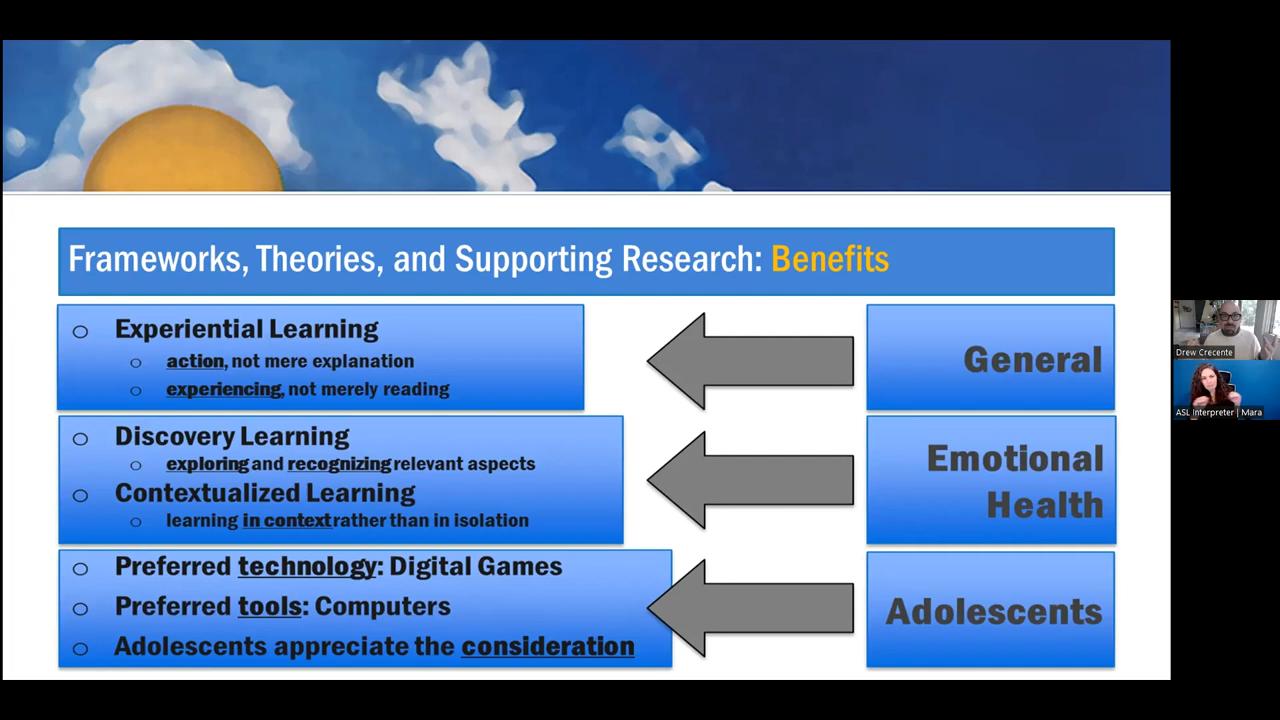 Frameworks, Theories, and Supporting Research: Benefits
Experiential Learning
action, not mere explanation
experiencing, not merely reading
General
Discovery Learning
exploring and recognizing relevant aspects
Contextualized Learning
learning in context rather than in isolation
Emotional
Health
Preferred technology: Digital Games
Preferred tools: Computers
Adolescents appreciate the consideration
Adolescents
Drew Crecente
ASL Interpreter | Mara